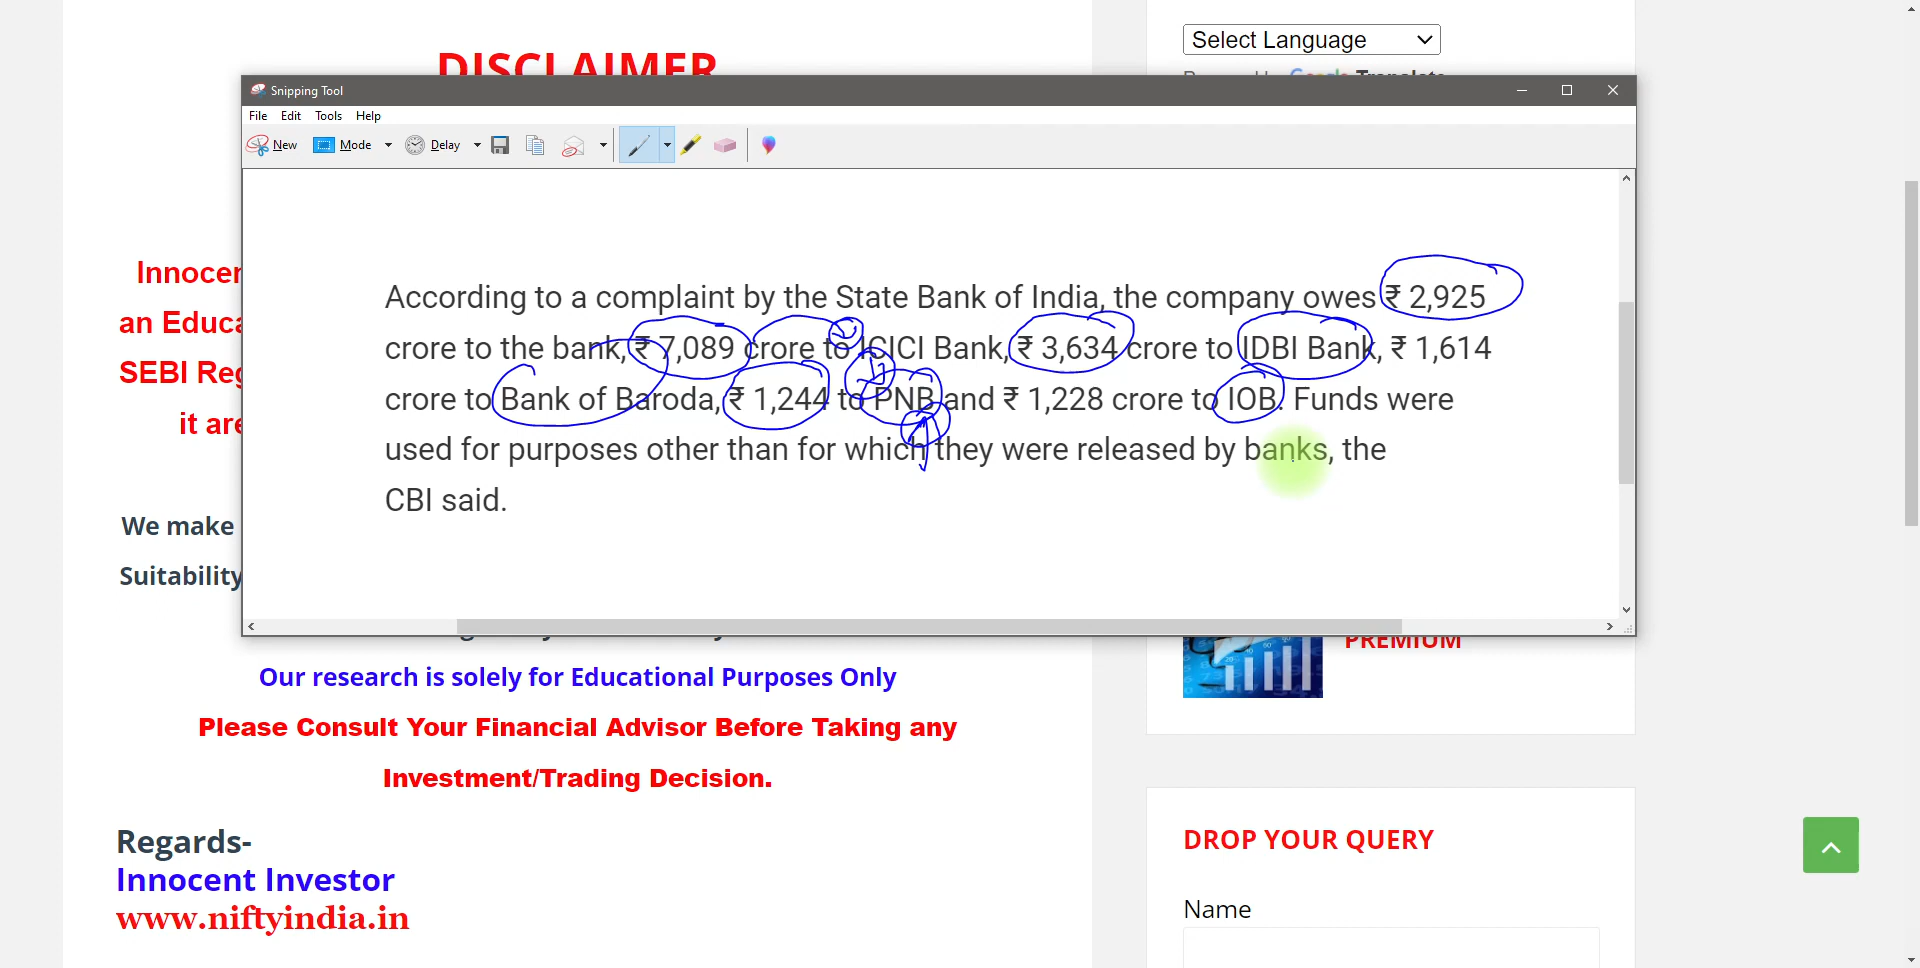 DISCLAIMER
Select Language
Snipping Tool
File Edit Tools Help
New Mode Delay
According to a complaint by the State Bank of India, the company owes ₹ 2,925
crore to the bank, ₹ 7,089 crore to ICICI Bank, ₹ 3,634 crore to IDBI Bank, ₹ 1,614
crore to Bank of Baroda, ₹ 1,244 to PNB and ₹ 1,228 crore to IOB. Funds were
used for purposes other than for which they were released by banks, the
CBI said.
an
SEBI
it
We make
Suitability
Our research is solely for Educational Purposes Only
Please Consult Your Financial Advisor Before Taking any
Investment/Trading Decision.
Regards-
Innocent Investor
www.niftyindia.in
PREMIUM
DROP YOUR QUERY
Name